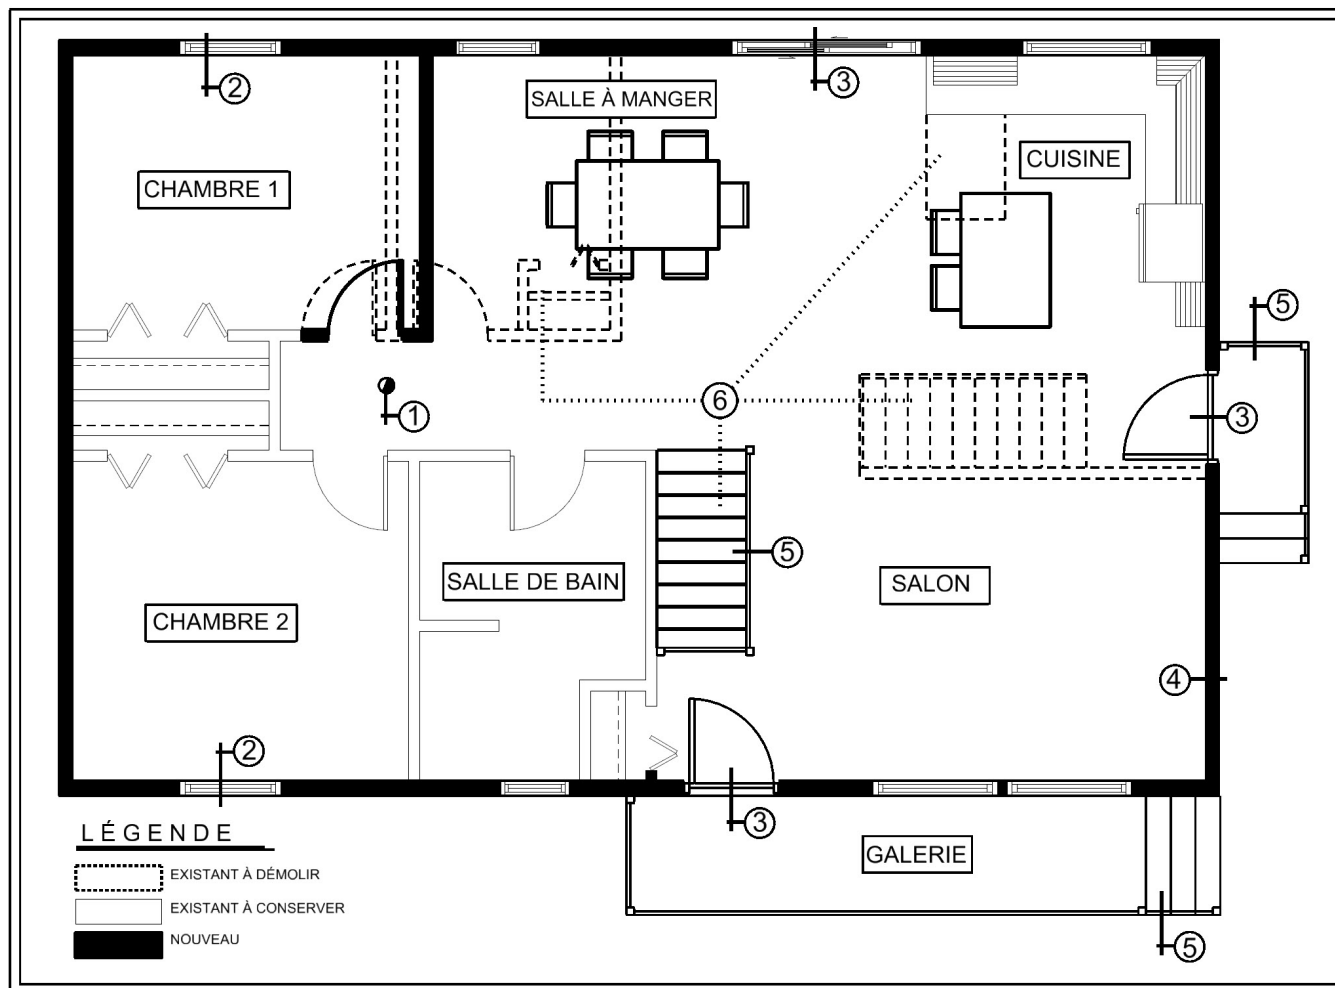 2
3
SALLE À MANGER
CUISINE
CHAMBRE 1
5
6
1
3
5
SALLE DE BAIN
SALON
CHAMBRE 2
4
2
3
LÉGENDE
GALERIE
EXISTANT À DÉMOLIR
EXISTANT À CONSERVER
NOUVEAU
5